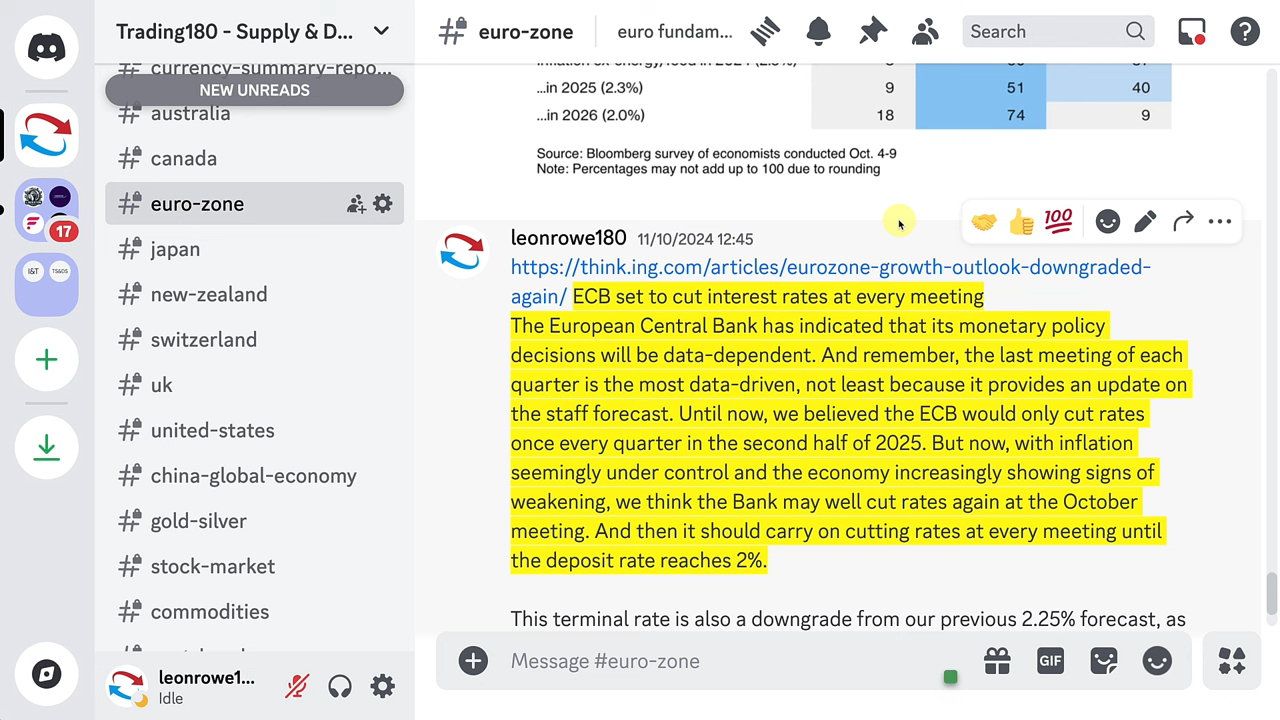 Trading180 - Supply & D...
euro-zone
euro fundam...
Search
currency-summary-repo...
NEW UNREADS
australia
canada
euro-zone
japan
new-zealand
switzerland
uk
united-states
china-global-economy
gold-silver
stock-market
commodities
17
I&T
TS&OS
leonrowe1...
Idle
...in 2025 (2.3%) 9 51 40
...in 2026 (2.0%) 18 74 9
Source: Bloomberg survey of economists conducted Oct. 4-9
Note: Percentages may not add up to 100 due to rounding
100
leonrowe180 11/10/2024 12:45
https://think.ing.com/articles/eurozone-growth-outlook-downgraded-
again/ ECB set to cut interest rates at every meeting
The European Central Bank has indicated that its monetary policy
decisions will be data-dependent. And remember, the last meeting of each
quarter is the most data-driven, not least because it provides an update on
the staff forecast. Until now, we believed the ECB would only cut rates
once every quarter in the second half of 2025. But now, with inflation
seemingly under control and the economy increasingly showing signs of
weakening, we think the Bank may well cut rates again at the October
meeting. And then it should carry on cutting rates at every meeting until
the deposit rate reaches 2%.
This terminal rate is also a downgrade from our previous 2.25% forecast, as
Message #euro-zone
GIF